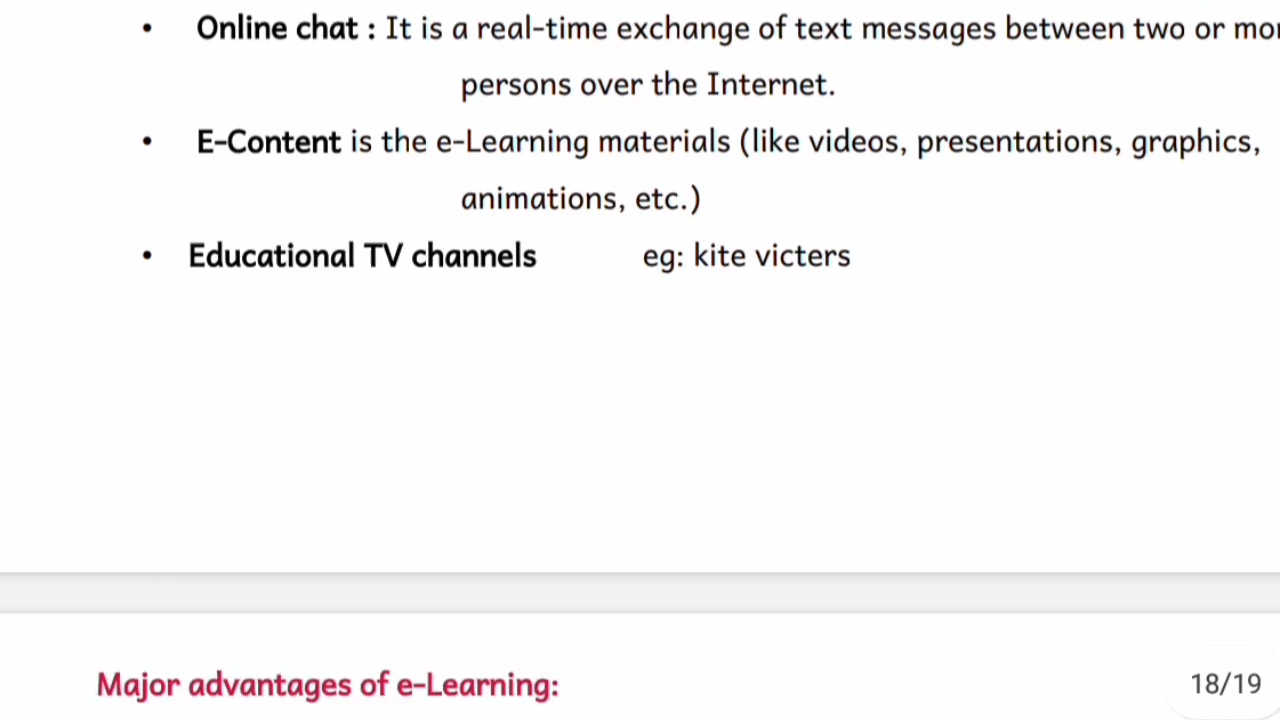 • Online chat : It is a real-time exchange of text messages between two or
persons over the Internet.
• E-Content is the e-Learning materials (like videos, presentations, graphics,
animations, etc.)
• Educational TV channels eg: kite victers
Major advantages of e-Learning:
18/19